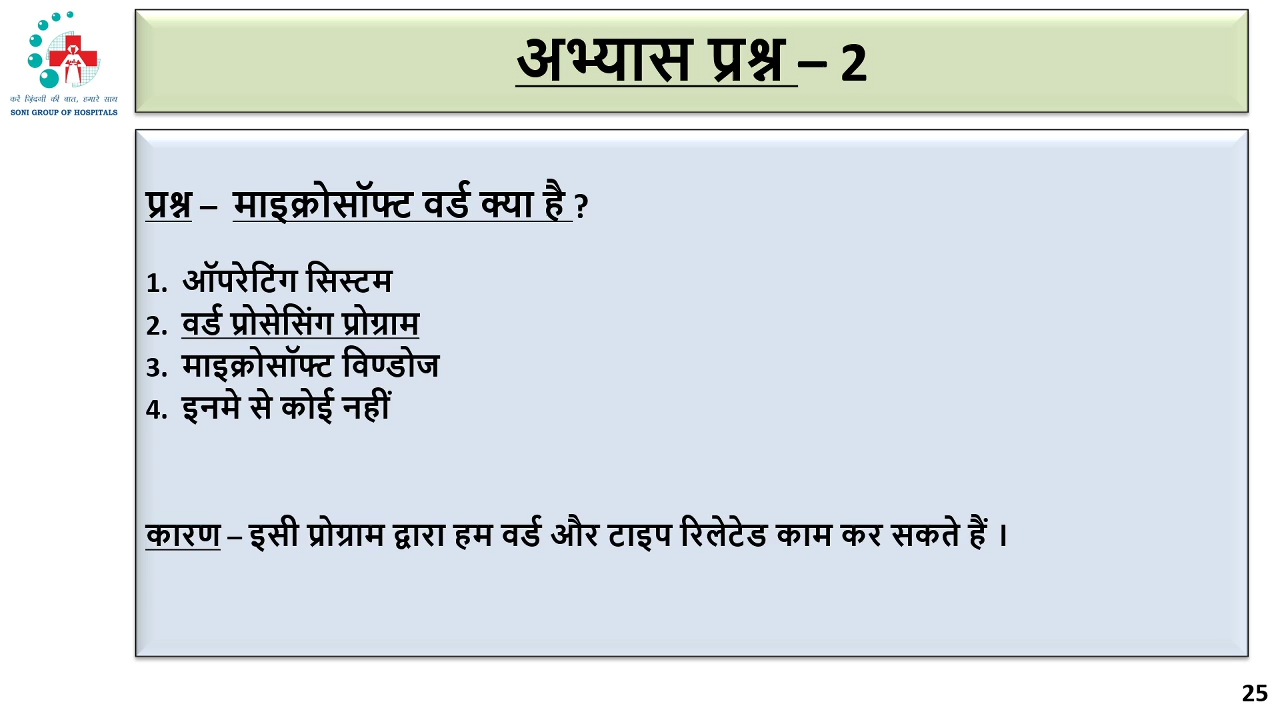 करें ज़िंदगी की बात, हमारे साथ
SONI GROUP OF HOSPITALS
अभ्यास प्रश्न – 2
प्रश्न – माइक्रोसॉफ्ट वर्ड क्या है ?
1. ऑपरेटिंग सिस्टम
2. वर्ड प्रोसेसिंग प्रोग्राम
3. माइक्रोसॉफ्ट विण्डोज
4. इनमे से कोई नहीं
कारण – इसी प्रोग्राम द्वारा हम वर्ड और टाइप रिलेटेड काम कर सकते हैं ।
25